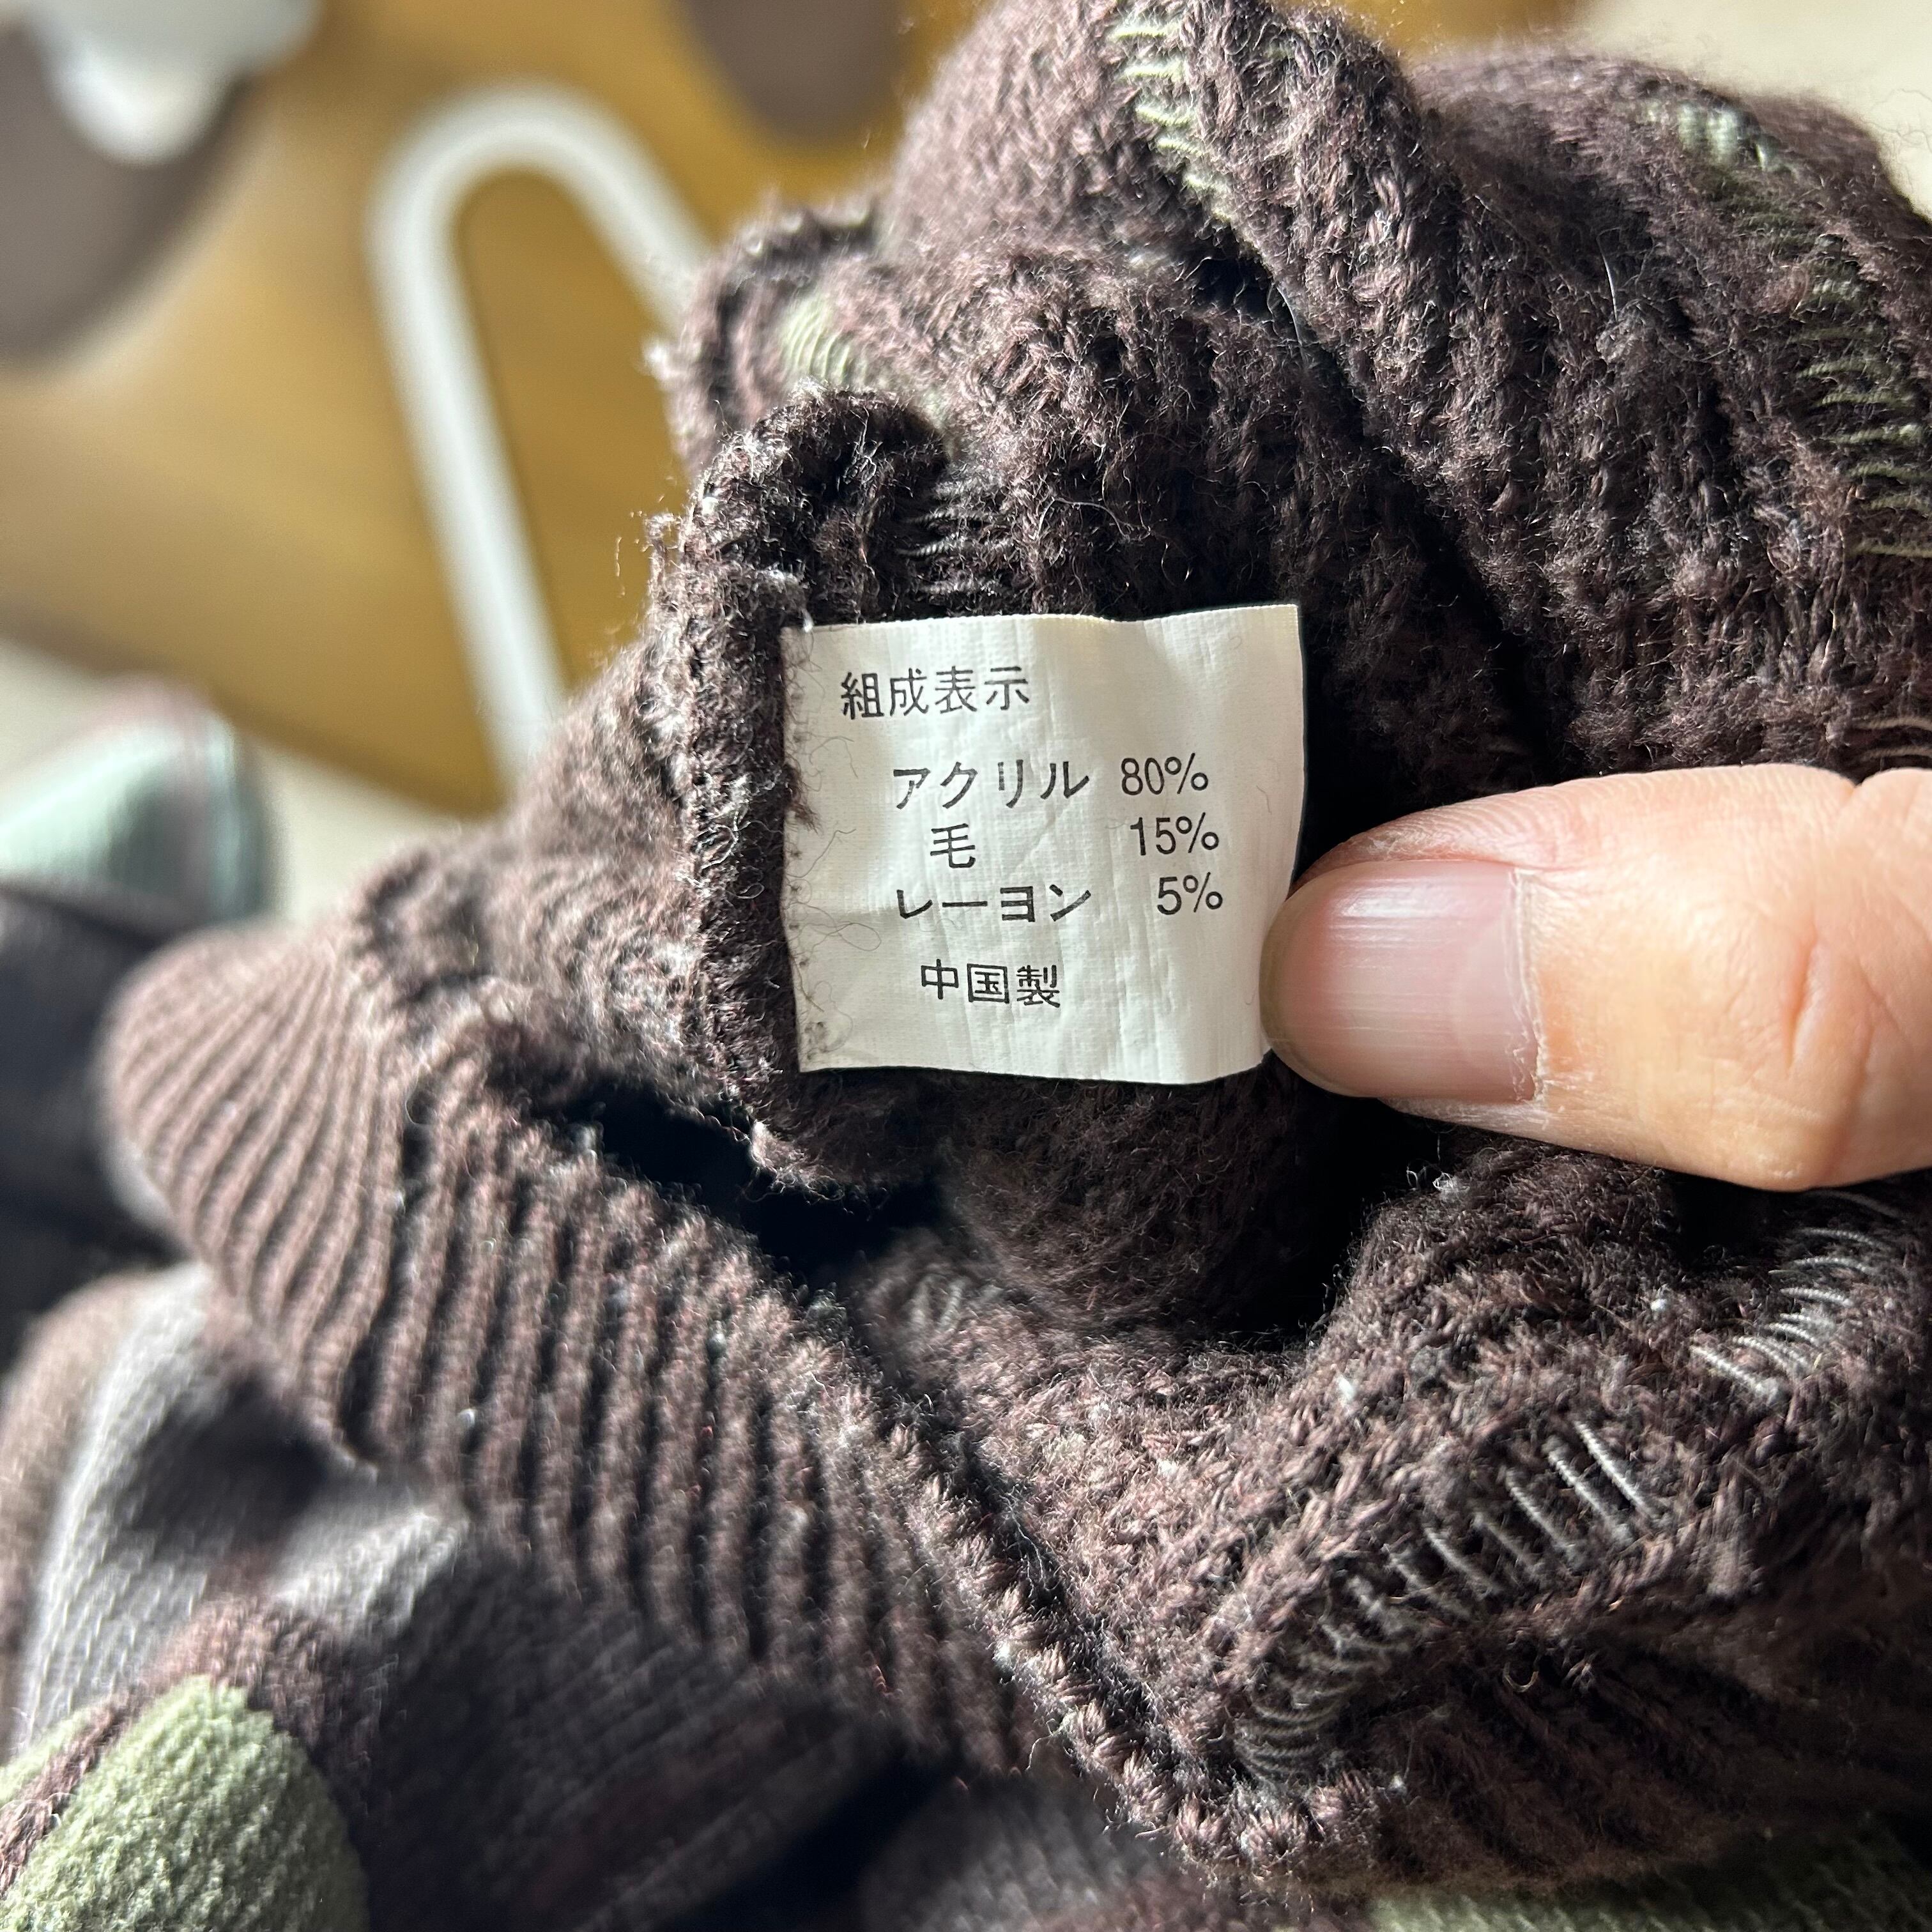 組成表示
アクリル 80%
毛 15%
レーヨン 5%
中国製